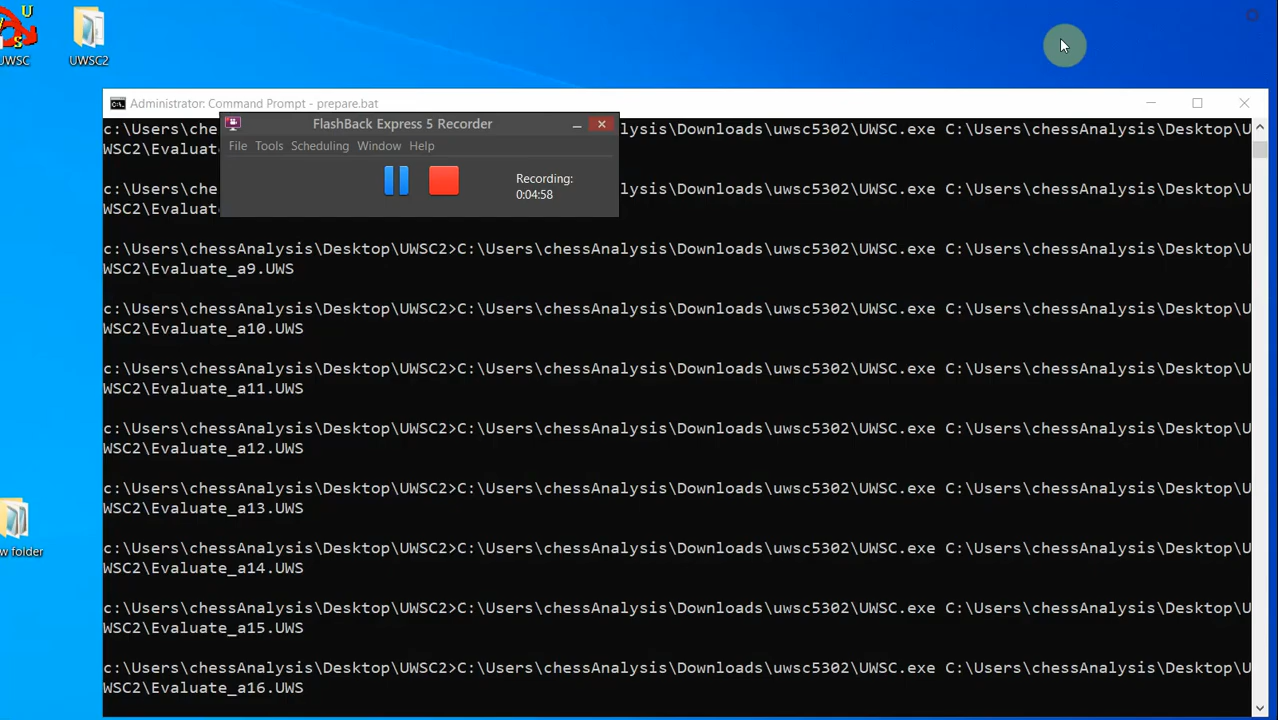 U
S
UWSC
UWSC2
Administrator: Command Prompt - prepare.bat
FlashBack Express 5 Recorder
File Tools Scheduling Window Help
Recording:
0:04:58
c:\Users\che
lysis\Downloads\uwsc5302\UWSC.exe C:\Users\chessAnalysis\Desktop\U
WSC2\Evaluat
c:\Users\che
lysis\Downloads\uwsc5302\UWSC.exe C:\Users\chessAnalysis\Desktop\U
WSC2\Evaluat
c:\Users\chessAnalysis\Desktop\UWSC2>C:\Users\chessAnalysis\Downloads\uwsc5302\UWSC.exe C:\Users\chessAnalysis\Desktop\U
WSC2\Evaluate_a9.UWS
c:\Users\chessAnalysis\Desktop\UWSC2>C:\Users\chessAnalysis\Downloads\uwsc5302\UWSC.exe C:\Users\chessAnalysis\Desktop\U
WSC2\Evaluate_a10.UWS
c:\Users\chessAnalysis\Desktop\UWSC2>C:\Users\chessAnalysis\Downloads\uwsc5302\UWSC.exe C:\Users\chessAnalysis\Desktop\U
WSC2\Evaluate_a11.UWS
c:\Users\chessAnalysis\Desktop\UWSC2>C:\Users\chessAnalysis\Downloads\uwsc5302\UWSC.exe C:\Users\chessAnalysis\Desktop\U
WSC2\Evaluate_a12.UWS
c:\Users\chessAnalysis\Desktop\UWSC2>C:\Users\chessAnalysis\Downloads\uwsc5302\UWSC.exe C:\Users\chessAnalysis\Desktop\U
WSC2\Evaluate_a13.UWS
c:\Users\chessAnalysis\Desktop\UWSC2>C:\Users\chessAnalysis\Downloads\uwsc5302\UWSC.exe C:\Users\chessAnalysis\Desktop\U
WSC2\Evaluate_a14.UWS
c:\Users\chessAnalysis\Desktop\UWSC2>C:\Users\chessAnalysis\Downloads\uwsc5302\UWSC.exe C:\Users\chessAnalysis\Desktop\U
WSC2\Evaluate_a15.UWS
c:\Users\chessAnalysis\Desktop\UWSC2>C:\Users\chessAnalysis\Downloads\uwsc5302\UWSC.exe C:\Users\chessAnalysis\Desktop\U
WSC2\Evaluate_a16.UWS
w folder